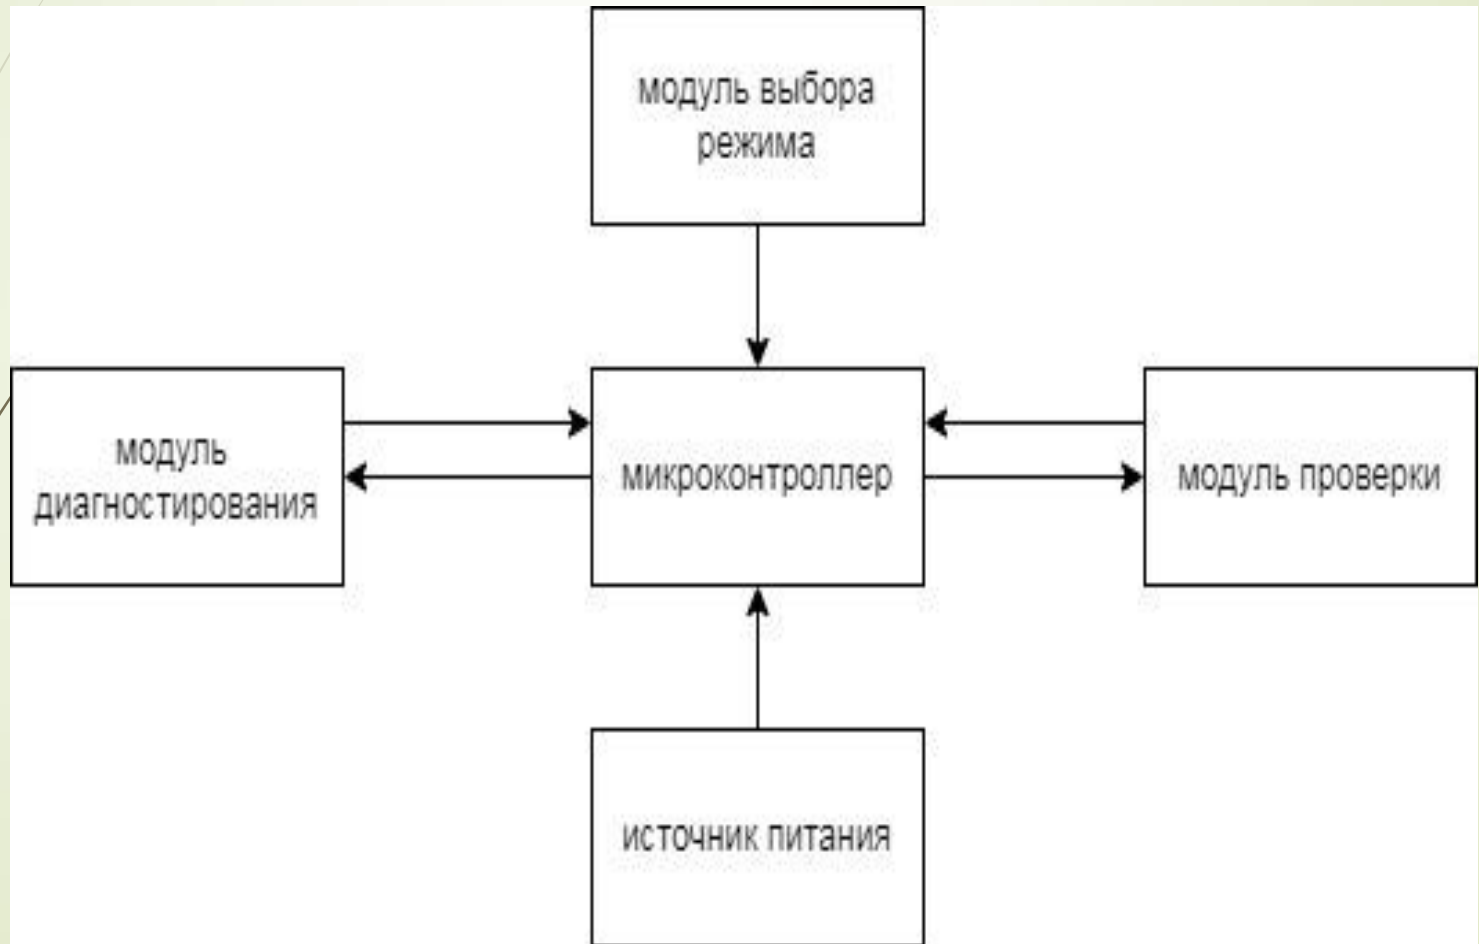 модуль выбора
режима
модуль
диагностирования
микроконтроллер
модуль проверки
источник питания